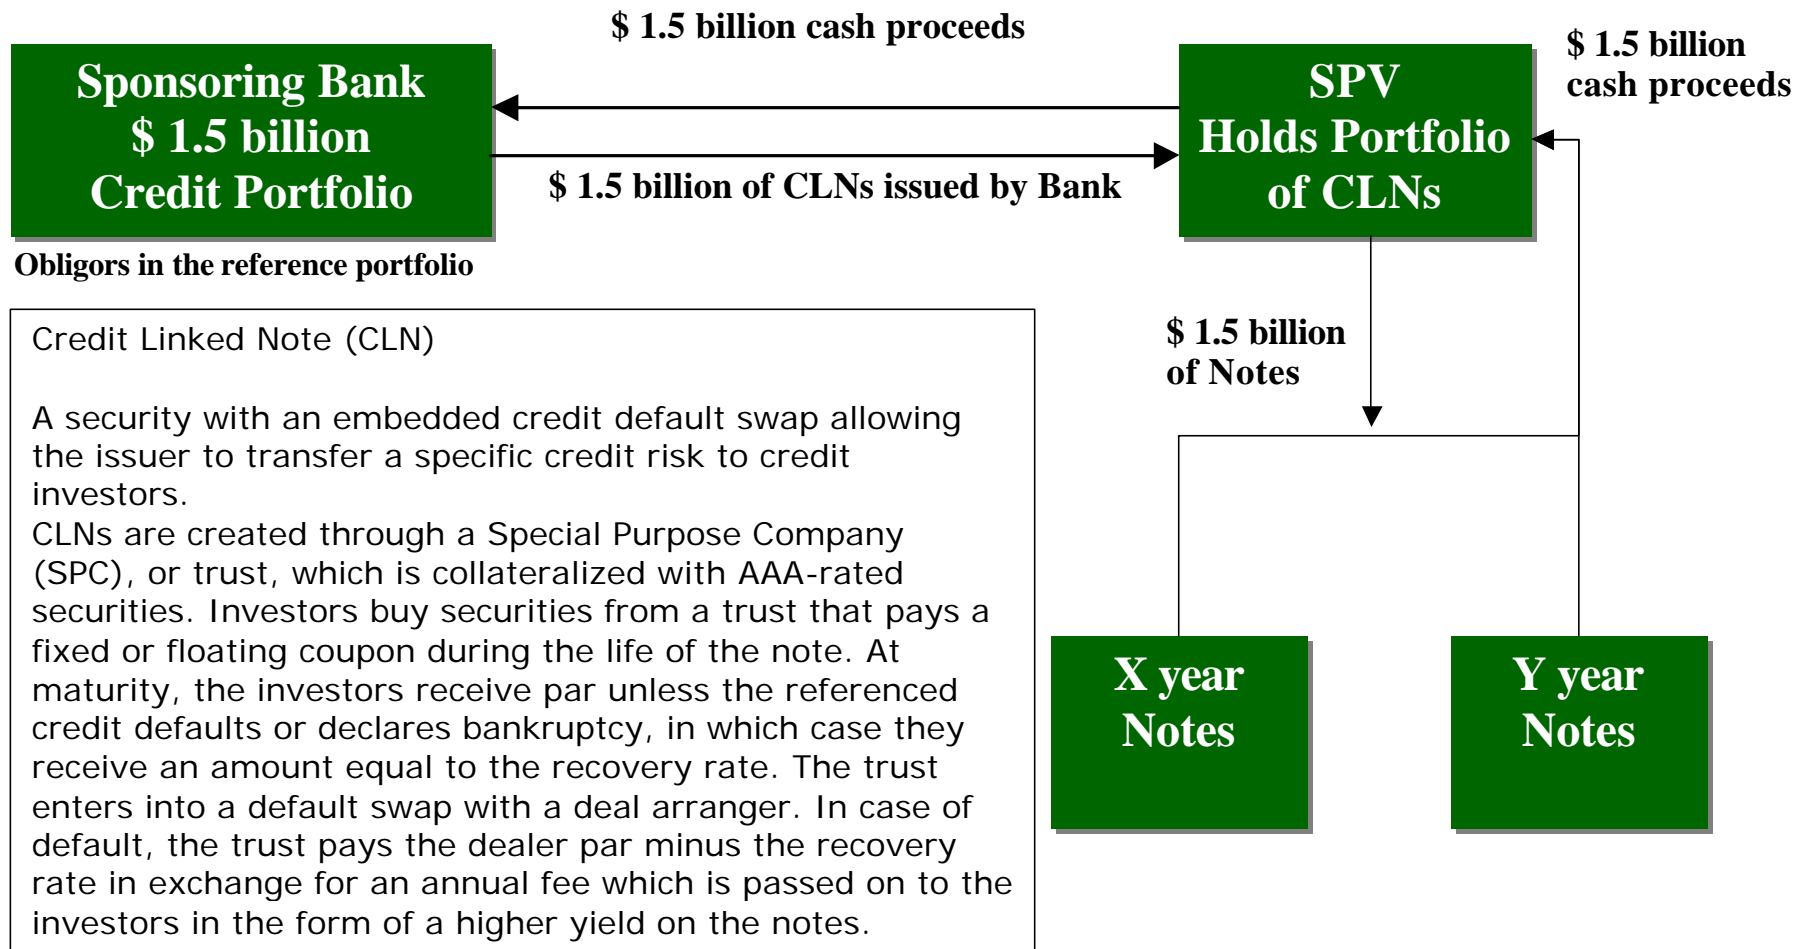 $ 1.5 billion cash proceeds
$ 1.5 billion
cash proceeds
Sponsoring Bank
$ 1.5 billion
Credit Portfolio
SPV
Holds Portfolio
of CLNs
$ 1.5 billion of CLNs issued by Bank
Obligors in the reference portfolio
Credit Linked Note (CLN)
A security with an embedded credit default swap allowing
the issuer to transfer a specific credit risk to credit
investors.
CLNs are created through a Special Purpose Company
(SPC), or trust, which is collateralized with AAA-rated
securities. Investors buy securities from a trust that pays a
fixed or floating coupon during the life of the note. At
maturity, the investors receive par unless the referenced
credit defaults or declares bankruptcy, in which case they
receive an amount equal to the recovery rate. The trust
enters into a default swap with a deal arranger. In case of
default, the trust pays the dealer par minus the recovery
rate in exchange for an annual fee which is passed on to the
investors in the form of a higher yield on the notes.
$ 1.5 billion
of Notes
X year
Notes
Y year
Notes